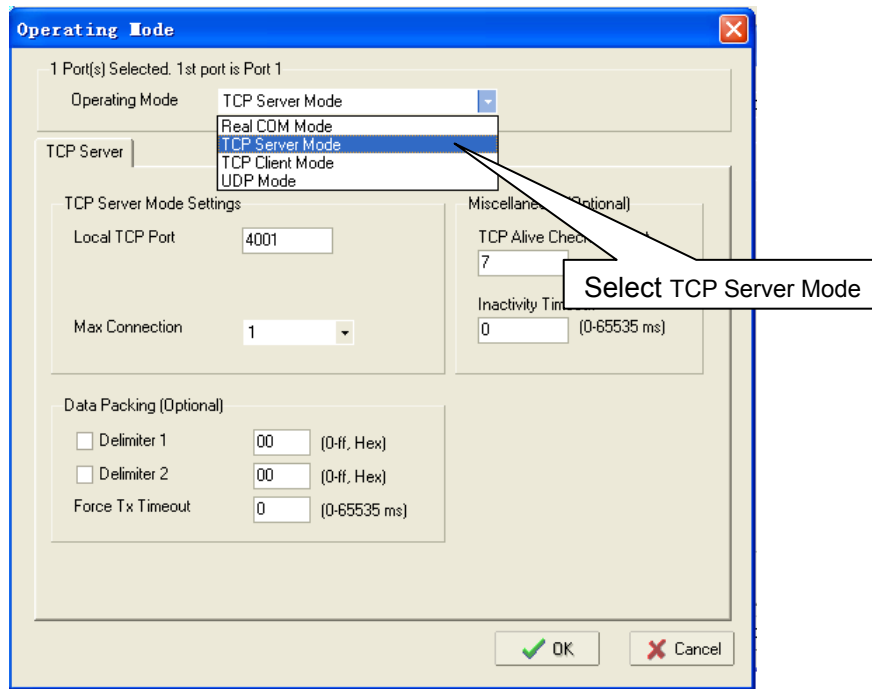 Operating Mode
1 Port(s) Selected. 1st port is Port 1
Operating Mode
TCP Server Mode
Real COM Mode
TCP Server Mode
TCP Client Mode
UDP Mode
TCP Server
TCP Server Mode Settings
Local TCP Port
4001
Max Connection
1
Miscellane (Optional)
TCP Alive Check
7
Select TCP Server Mode
Inactivity
0
(0-65535 ms)
Data Packing (Optional)
Delimiter 1
00
(0-ff, Hex)
Delimiter 2
00
(0-ff, Hex)
Force Tx Timeout
0
(0-65535 ms)
OK
Cancel